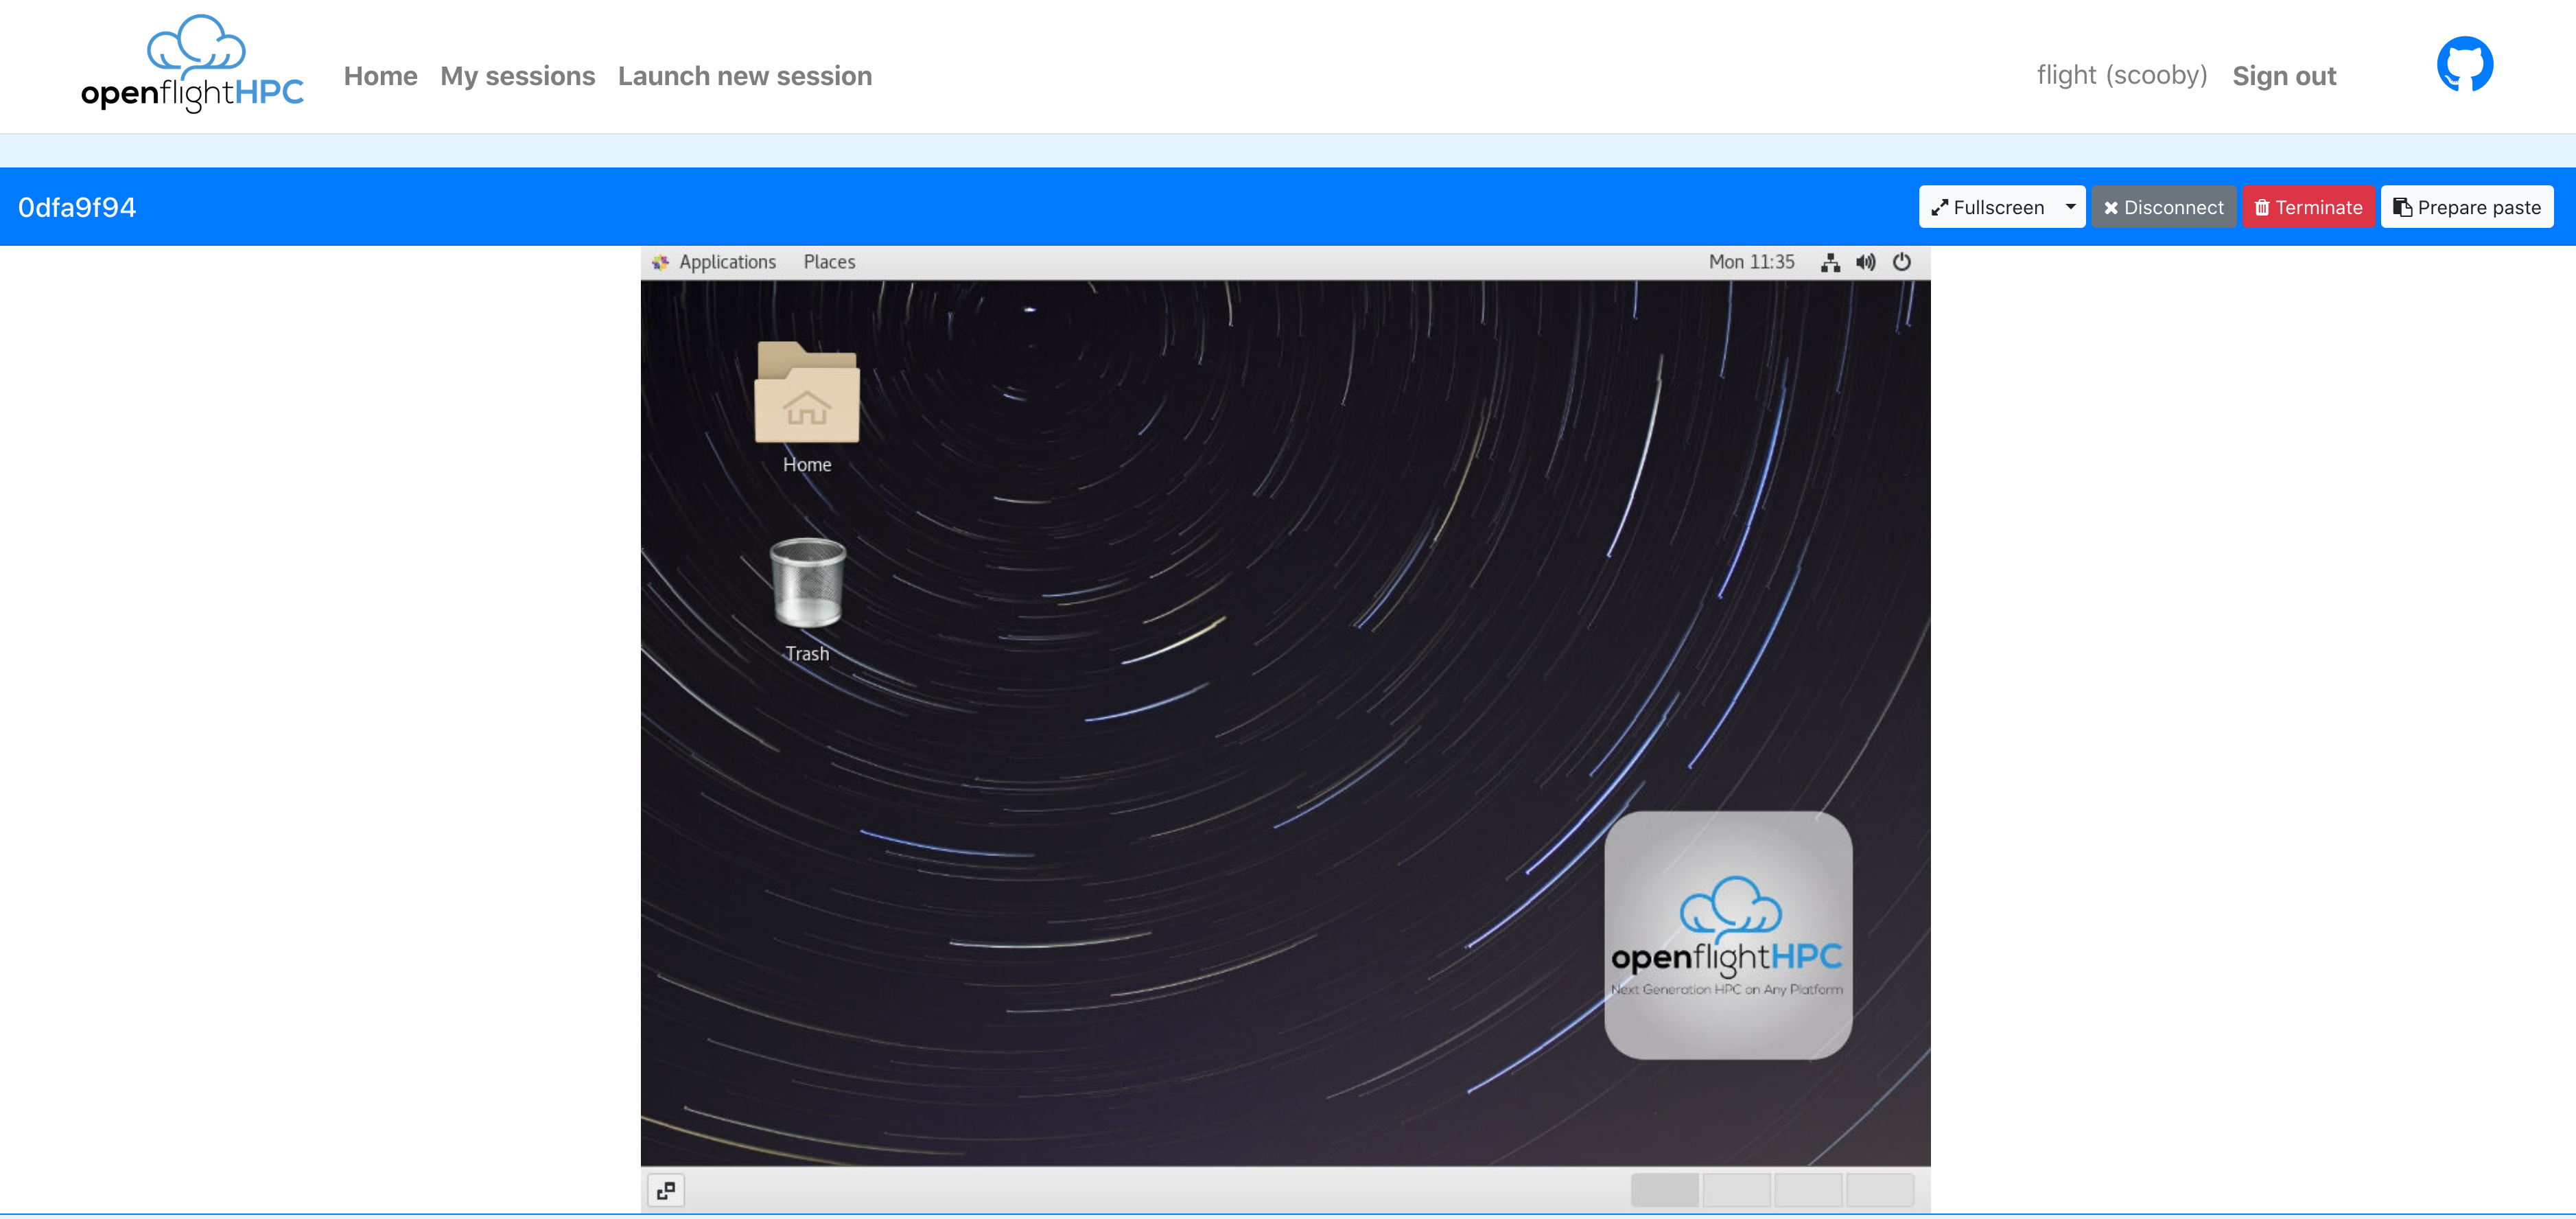 openflightHPC
Home My sessions Launch new session
flight (scooby) Sign out
0dfa9f94
Fullscreen Disconnect Terminate Prepare paste
Applications Places
Mon 11:35
Home
Trash
openflightHPC
Next Generation HPC on Any Platform